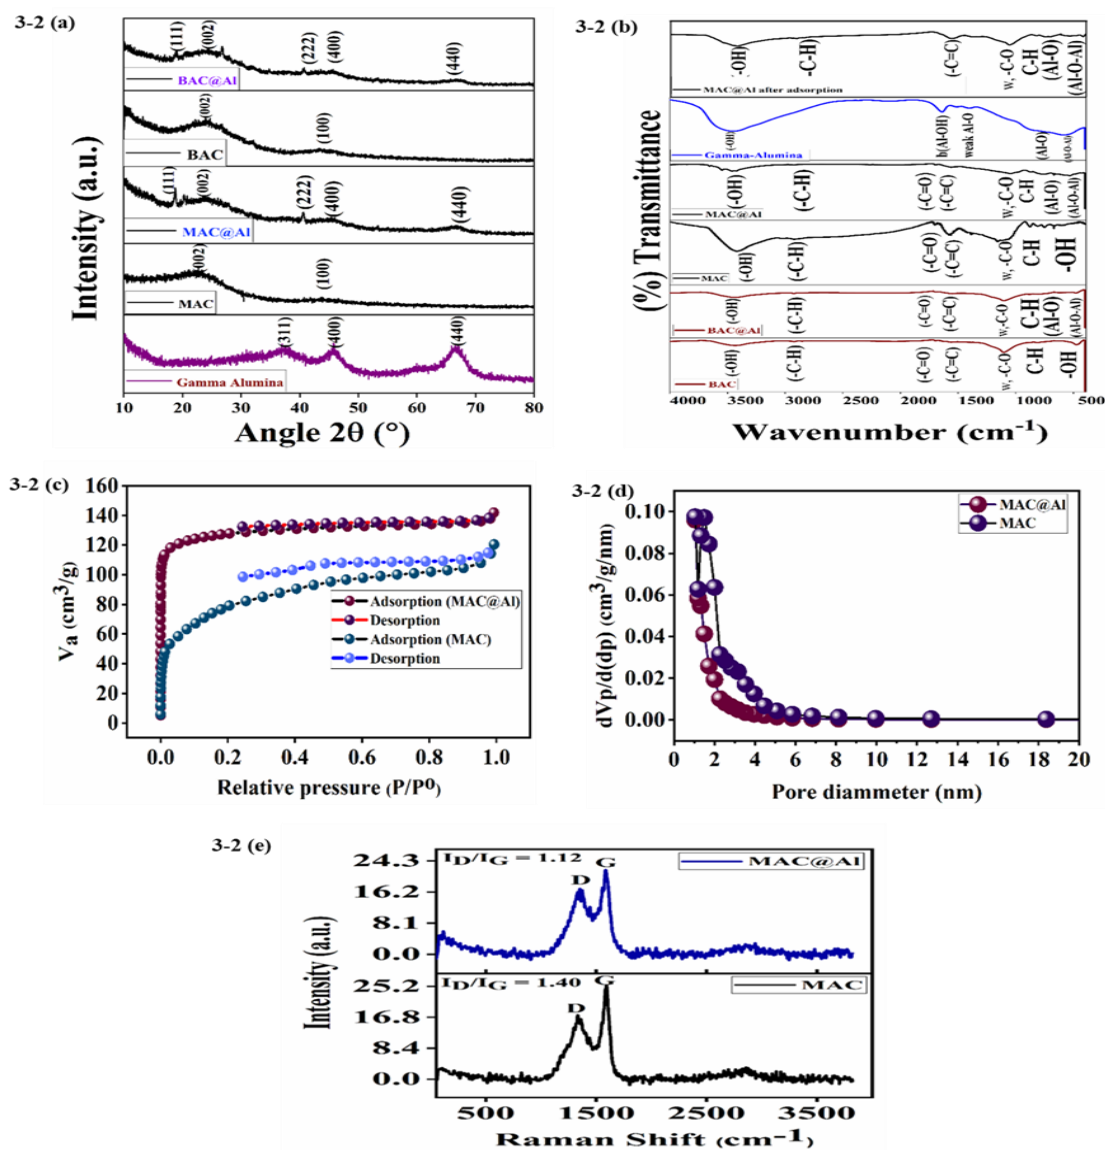 3-2 (a)
Intensity (a.u.)
(111)
(002)
(222)
(400)
(440)
BAC@Al
(002)
(100)
BAC
(111)
(002)
(222)
(400)
(440)
MAC@Al
(002)
(100)
MAC
(311)
(400)
(440)
Gamma Alumina
10 20 30 40 50 60 70 80
Angle 2θ (°)
3-2 (b)
(%) Transmittance
-OH)
-C-H)
(-C=C)
W, -C-O
C-H
(Al-O)
(Al-O-Al)
MAC@Al after adsorption
(-OH)
b(Al-OH)
weak Al-O
(Al-O)
(Al-O-Al)
Gamma-Alumina
(-OH)
(-C-H)
(-C=O)
(-C=C)
W, -C-O
C-H
(Al-O)
(Al-O-Al)
MAC@Al
(-OH)
(-C-H)
(-C=O)
(-C=C)
W, -C-O
C-H
-OH
MAC
(-OH)
(-C-H)
(-C=O)
(-C=C)
W, -C-O
C-H
(Al-O)
(Al-O-Al)
BAC@Al
(-OH)
(-C-H)
(-C=O)
(-C=C)
W, -C-O
C-H
-OH
BAC
4000 3500 3000 2000 1500 1000 500
Wavenumber (cm-1)
3-2 (c)
Va (cm3/g)
160
140
120
100
80
60
40
20
0
Adsorption (MAC@Al)
Desorption
Adsorption (MAC)
Desorption
0.0 0.2 0.4 0.6 0.8 1.0
Relative pressure (P/P0)
3-2 (d)
dVp/d(dp) (cm3/g/nm)
0.10
0.08
0.06
0.04
0.02
0.00
MAC@Al
MAC
0 2 4 6 8 10 12 14 16 18 20
Pore diammeter (nm)
3-2 (e)
Intensity (a.u.)
ID/IG = 1.12
D
G
MAC@Al
24.3
16.2
8.1
0.0
ID/IG = 1.40
D
G
MAC
25.2
16.8
8.4
0.0
500 1500 2500 3500
Raman Shift (cm-1)